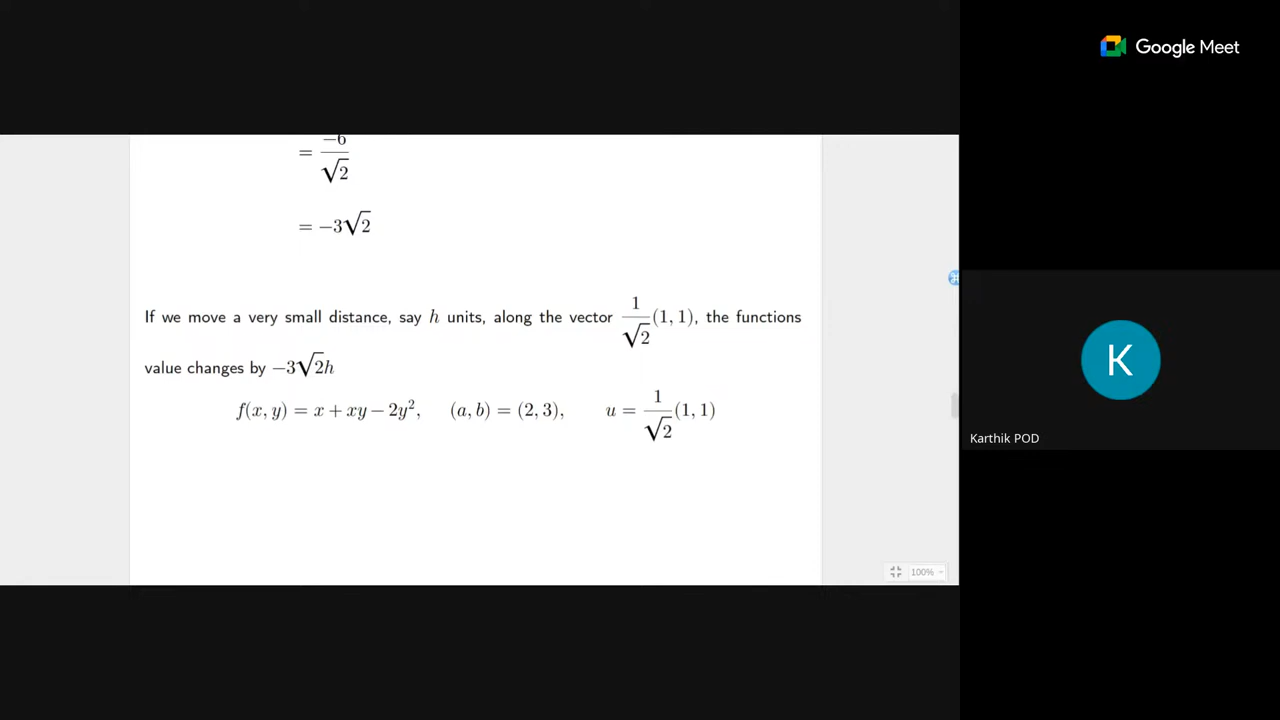 Google Meet
= −6/√2
= −3√2
If we move a very small distance, say h units, along the vector 1/√2 (1, 1), the functions
value changes by −3√2h
f(x, y) = x + xy − 2y², (a, b) = (2, 3), u = 1/√2 (1, 1)
K
Karthik POD
100%